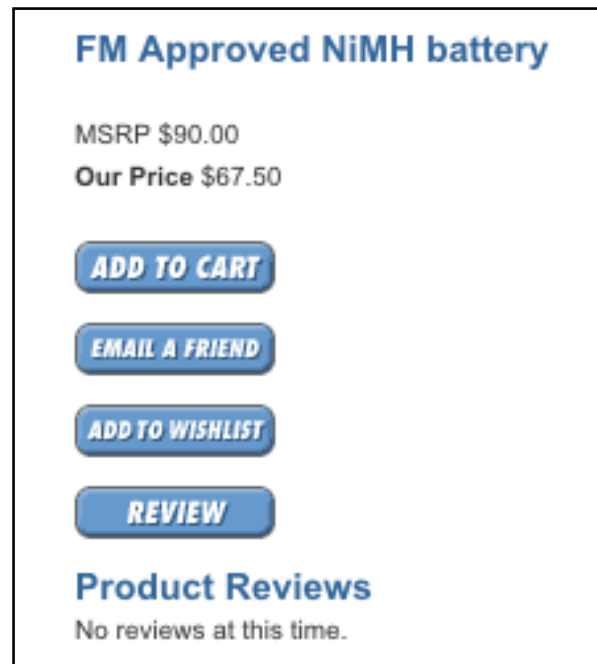 FM Approved NiMH battery
MSRP $90.00
Our Price $67.50
ADD TO CART
EMAIL A FRIEND
ADD TO WISHLIST
REVIEW
Product Reviews
No reviews at this time.